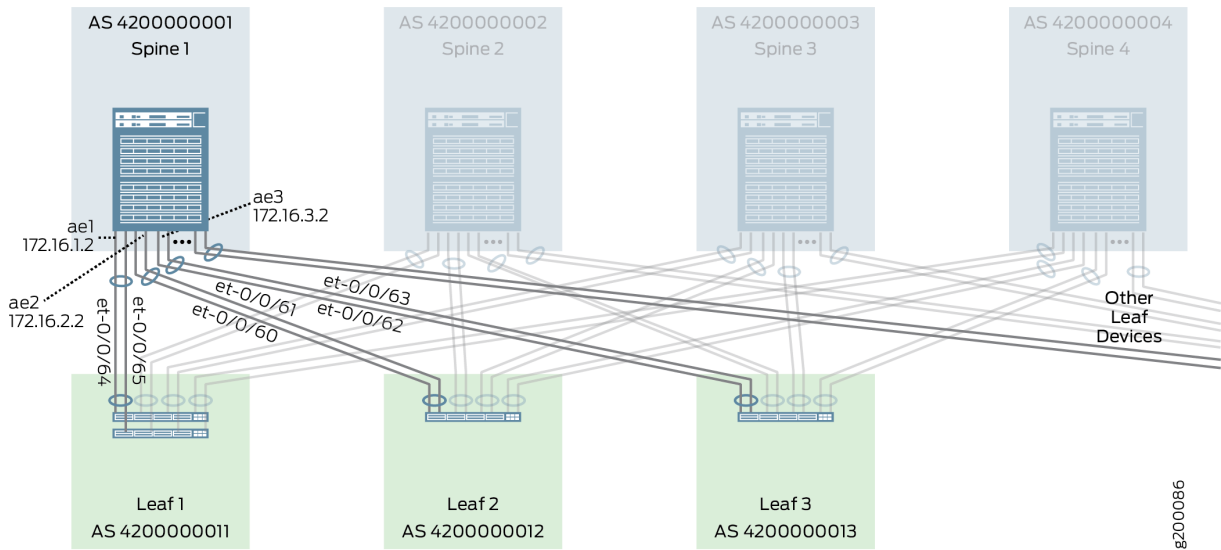 AS 4200000001
Spine 1
AS 4200000002
Spine 2
AS 4200000003
Spine 3
AS 4200000004
Spine 4
ae3
172.16.3.2
ae1
172.16.1.2
ae2
172.16.2.2
et-0/0/64
et-0/0/65
et-0/0/61
et-0/0/60
et-0/0/63
et-0/0/62
Other
Leaf
Devices
Leaf 1
AS 4200000011
Leaf 2
AS 4200000012
Leaf 3
AS 4200000013
g200086